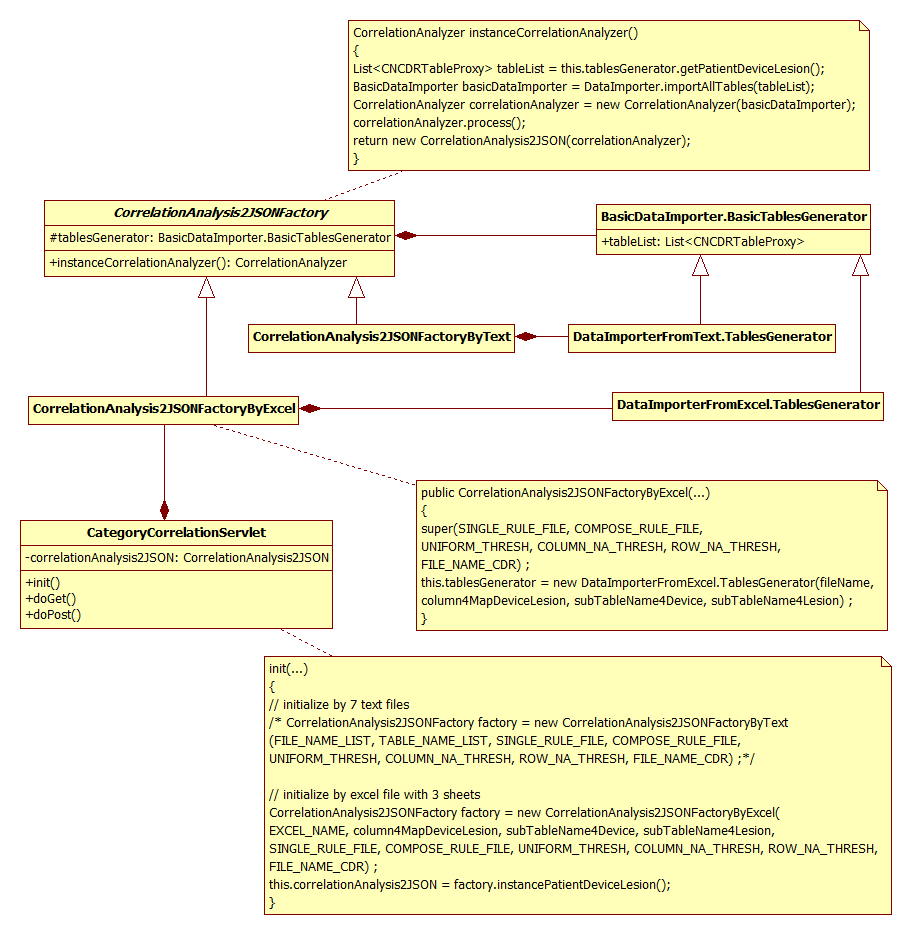 CorrelationAnalyzer instanceCorrelationAnalyzer()
{
List<CNCDRTableProxy> tableList = this.tablesGenerator.getPatientDeviceLesion();
BasicDataImporter basicDataImporter = DataImporter.importAllTables(tableList);
CorrelationAnalyzer correlationAnalyzer = new CorrelationAnalyzer(basicDataImporter);
correlationAnalyzer.process();
return new CorrelationAnalysis2JSON(correlationAnalyzer);
}
CorrelationAnalysis2JSONFactory
#tablesGenerator: BasicDataImporter.BasicTablesGenerator
+instanceCorrelationAnalyzer(): CorrelationAnalyzer
BasicDataImporter.BasicTablesGenerator
+tableList: List<CNCDRTableProxy>
CorrelationAnalysis2JSONFactoryByText
DataImporterFromText.TablesGenerator
CorrelationAnalysis2JSONFactoryByExcel
DataImporterFromExcel.TablesGenerator
public CorrelationAnalysis2JSONFactoryByExcel(...)
{
super(SINGLE_RULE_FILE, COMPOSE_RULE_FILE,
UNIFORM_THRESH, COLUMN_NA_THRESH, ROW_NA_THRESH,
FILE_NAME_CDR) ;
this.tablesGenerator = new DataImporterFromExcel.TablesGenerator(fileName,
column4MapDeviceLesion, subTableName4Device, subTableName4Lesion) ;
}
CategoryCorrelationServlet
-correlationAnalysis2JSON: CorrelationAnalysis2JSON
+init()
+doGet()
+doPost()
init(...)
{
// initialize by 7 text files
/* CorrelationAnalysis2JSONFactory factory = new CorrelationAnalysis2JSONFactoryByText
(FILE_NAME_LIST, TABLE_NAME_LIST, SINGLE_RULE_FILE, COMPOSE_RULE_FILE,
UNIFORM_THRESH, COLUMN_NA_THRESH, ROW_NA_THRESH, FILE_NAME_CDR) ;*/
// initialize by excel file with 3 sheets
CorrelationAnalysis2JSONFactory factory = new CorrelationAnalysis2JSONFactoryByExcel(
EXCEL_NAME, column4MapDeviceLesion, subTableName4Device, subTableName4Lesion,
SINGLE_RULE_FILE, COMPOSE_RULE_FILE, UNIFORM_THRESH, COLUMN_NA_THRESH, ROW_NA_THRESH,
FILE_NAME_CDR) ;
this.correlationAnalysis2JSON = factory.instancePatientDeviceLesion();
}